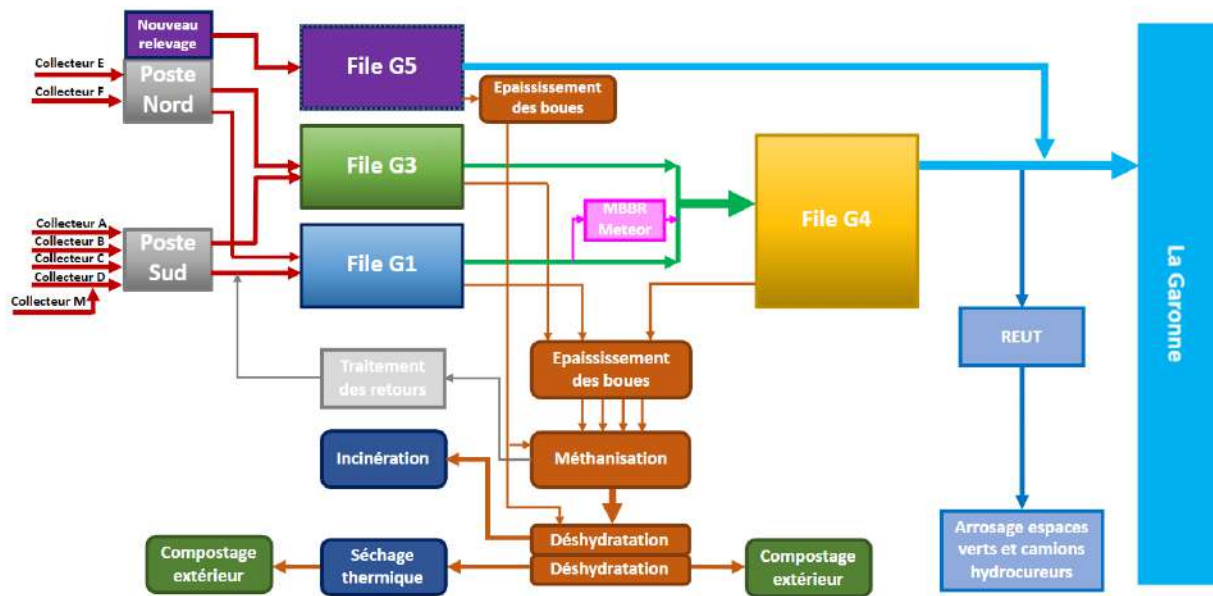 Nouveau
relevage
Collecteur E
Collecteur F
Poste
Nord
File G5
Epaississement
des boues
File G3
MBBR
Meteor
File G4
Collecteur A
Collecteur B
Collecteur C
Collecteur D
Collecteur M
Poste
Sud
File G1
La Garonne
REUT
Traitement
des retours
Epaississement
des boues
Incinération
Méthanisation
Déshydratation
Déshydratation
Compostage
extérieur
Séchage
thermique
Compostage
extérieur
Arrosage espaces
verts et camions
hydrocureurs